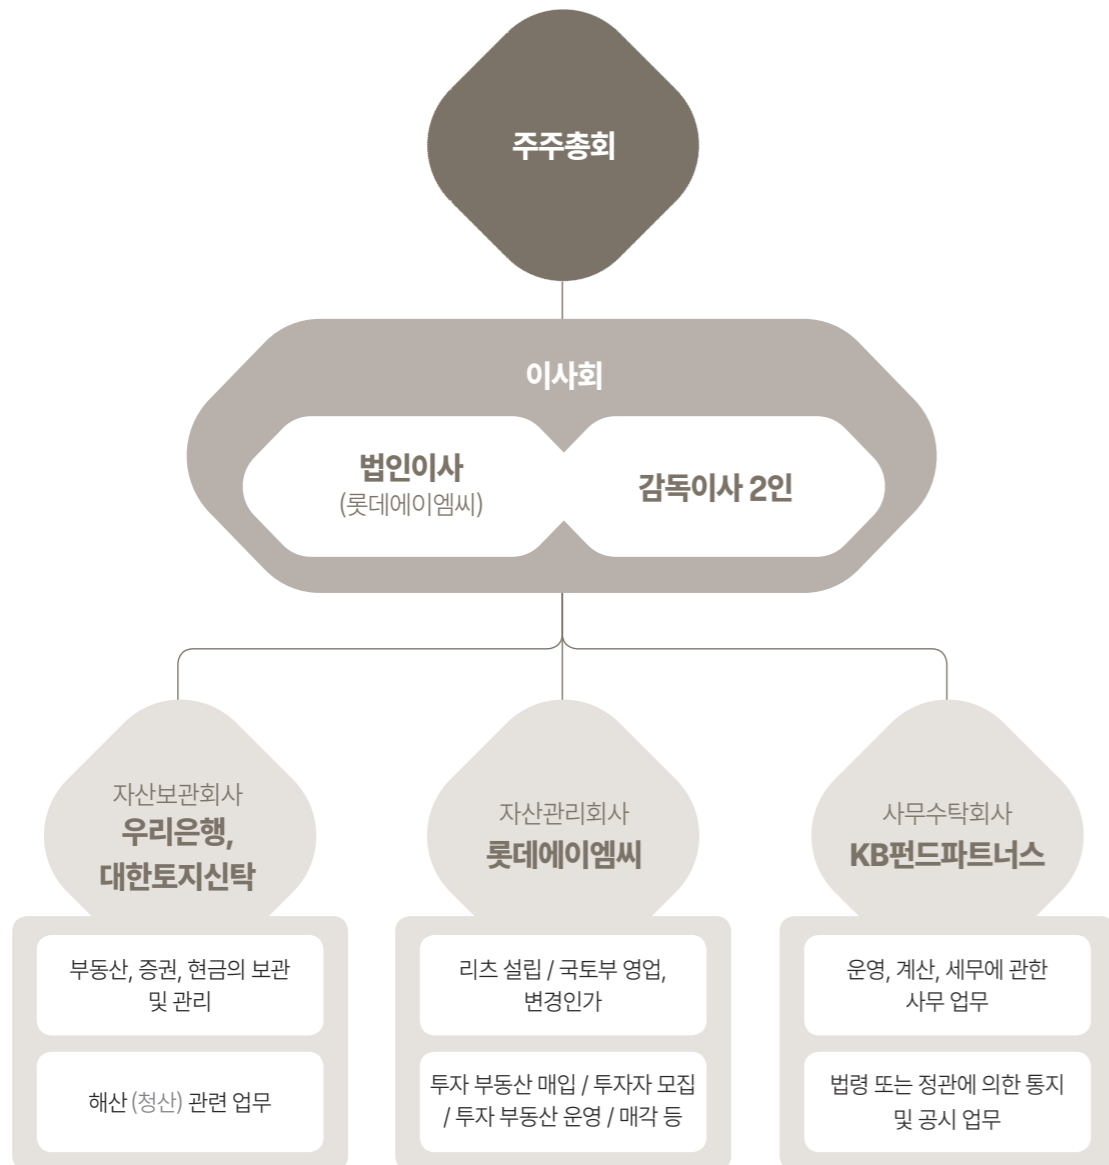 주주총회
이사회
법인이사
(롯데에이엠씨)
감독이사 2인
자산보관회사
우리은행,
대한토지신탁
부동산, 증권, 현금의 보관
및 관리
해산 (청산) 관련 업무
자산관리회사
롯데에이엠씨
리츠 설립 / 국토부 영업,
변경인가
투자 부동산 매입 / 투자자 모집
/ 투자 부동산 운영 / 매각 등
사무수탁회사
KB펀드파트너스
운영, 계산, 세무에 관한
사무 업무
법령 또는 정관에 의한 통지
및 공시 업무